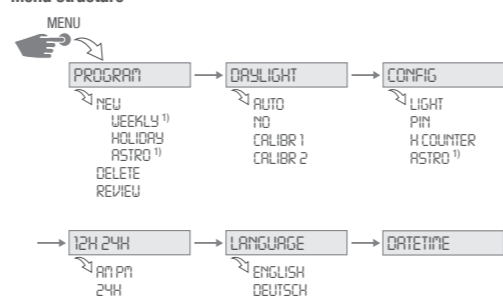 Menu structure
MENU
PROGRAM
NEW
WEEKLY 1)
HOLIDAY
ASTRO 1)
DELETE
REVIEW
DAYLIGHT
AUTO
NO
CALIBR 1
CALIBR 2
CONFIG
LIGHT
PIN
H COUNTER
ASTRO 1)
12H 24H
AM PM
24H
LANGUAGE
ENGLISH
DEUTSCH
DATETIME